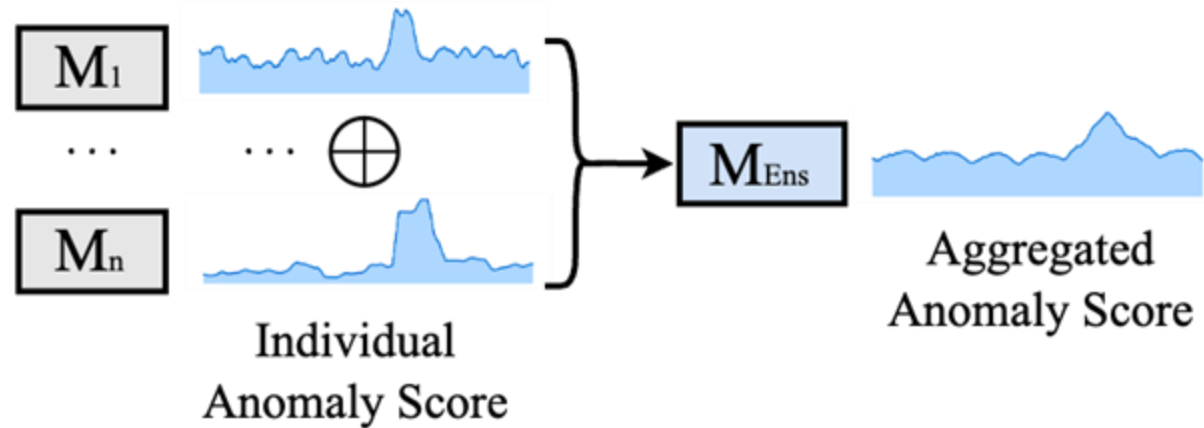 M1
... ...
Mn
Individual
Anomaly Score
MEns
Aggregated
Anomaly Score